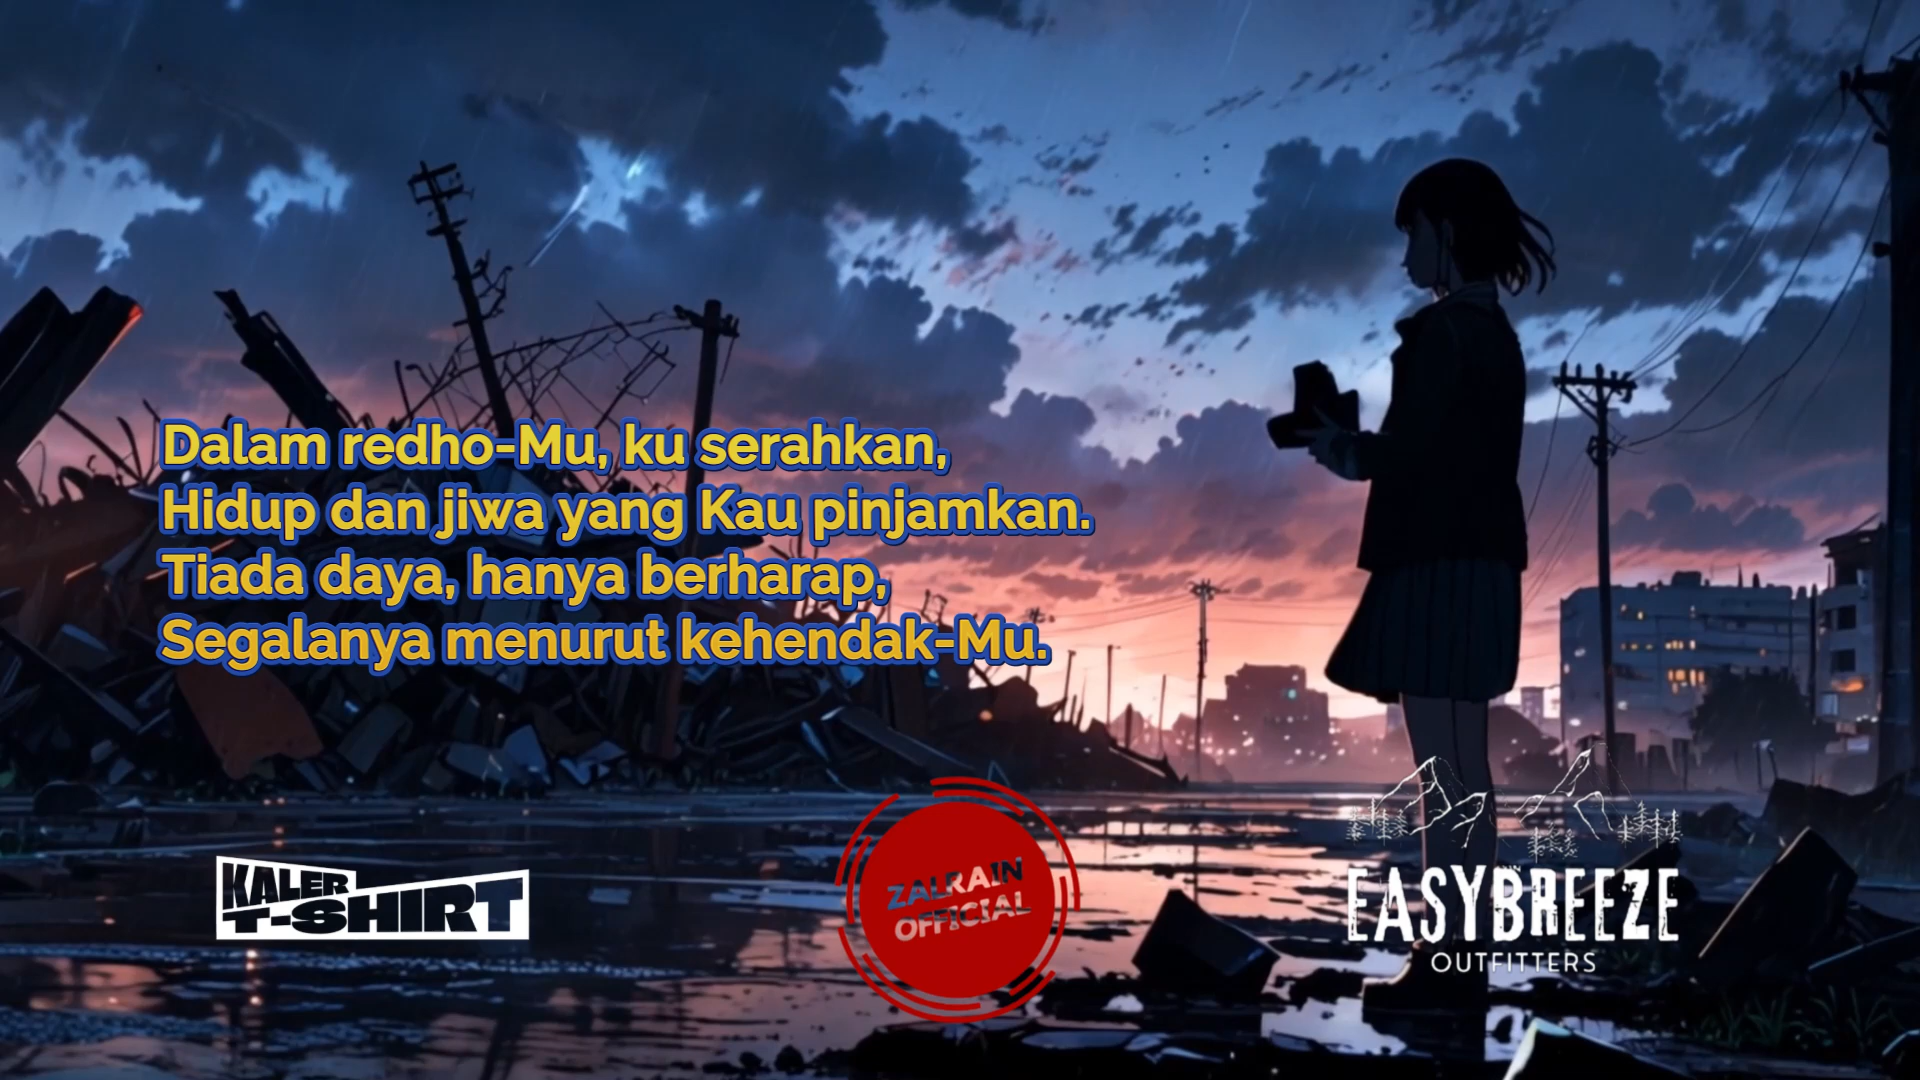 Dalam redho-Mu, ku serahkan,
Hidup dan jiwa yang Kau pinjamkan.
Tiada daya, hanya berharap,
Segalanya menurut kehendak-Mu.
KALER
T-SHIRT
ZALRAIN
OFFICIAL
EASYBREEZE
OUTFITTERS